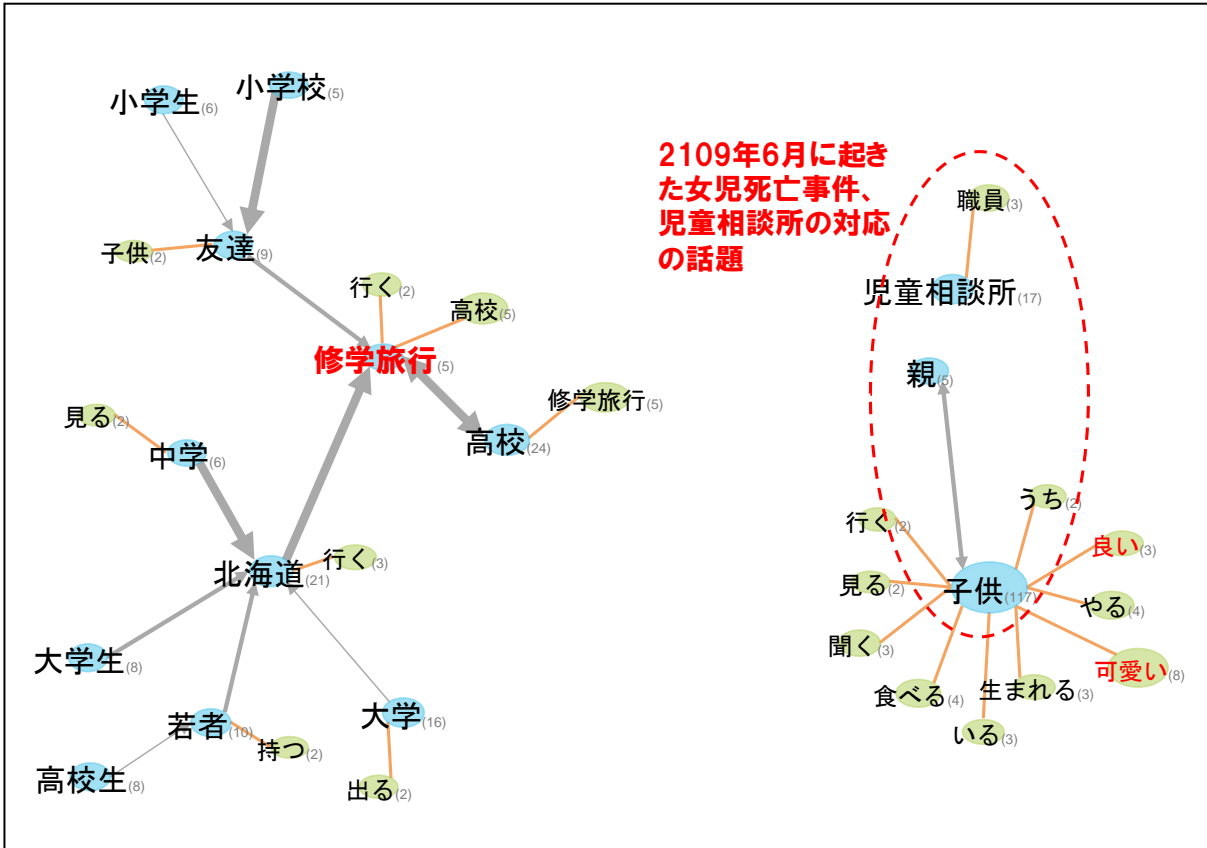 小学生(6)
小学校(5)
子供(2)
友達(9)
行く(2)
高校(5)
修学旅行(5)
修学旅行(5)
高校(24)
見る(2)
中学(6)
北海道(21)
行く(3)
大学生(8)
若者(10)
持つ(2)
高校生(8)
大学(16)
出る(2)
2109年6月に起き
た女児死亡事件、
児童相談所の対応
の話題
職員(3)
児童相談所(17)
親(5)
うち(2)
行く(2)
良い(3)
見る(2)
子供(117)
やる(4)
聞く(3)
可愛い(8)
食べる(4)
生まれる(3)
いる(3)